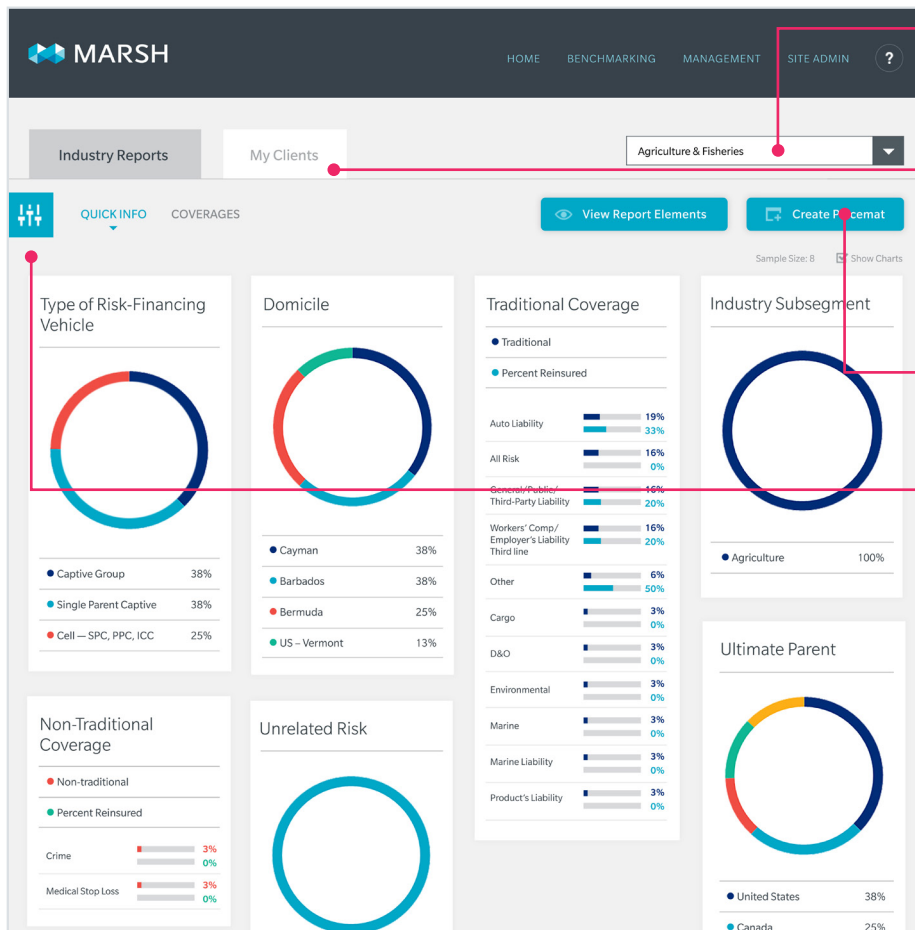 MARSH
HOME BENCHMARKING MANAGEMENT SITE ADMIN ?
Industry Reports My Clients Agriculture & Fisheries
QUICK INFO COVERAGES View Report Elements Create Placemat
Sample Size: 8 Show Charts
Type of Risk-Financing
Vehicle
Captive Group 38%
Single Parent Captive 38%
Cell — SPC, PPC, ICC 25%
Domicile
Cayman 38%
Barbados 38%
Bermuda 25%
US – Vermont 13%
Traditional Coverage
Traditional
Percent Reinsured
Auto Liability 19%
33%
All Risk 16%
0%
General/Public/ 16%
Third-Party Liability 20%
Workers' Comp/ 16%
Employer's Liability 20%
Third line
Other 6%
50%
Cargo 3%
0%
D&O 3%
0%
Environmental 3%
0%
Marine 3%
0%
Marine Liability 3%
0%
Product's Liability 3%
0%
Industry Subsegment
Agriculture 100%
Non-Traditional
Coverage
Non-traditional
Percent Reinsured
Crime 3%
0%
Medical Stop Loss 3%
0%
Unrelated Risk
Ultimate Parent
United States 38%
Canada 25%